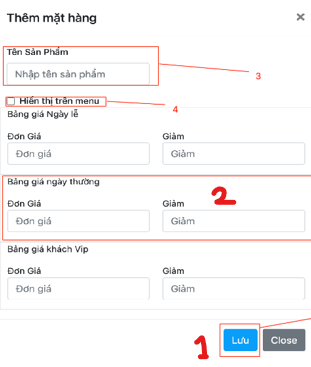 Thêm mặt hàng ×
Tên Sản Phẩm
Nhập tên sản phẩm
3
Hiển thị trên menu
4
Bảng giá Ngày lễ
Đơn Giá Giảm
Đơn giá Giảm
Bảng giá ngày thường
2
Đơn Giá Giảm
Đơn giá Giảm
Bảng giá khách Vip
Đơn Giá Giảm
Đơn giá Giảm
1 Lưu Close